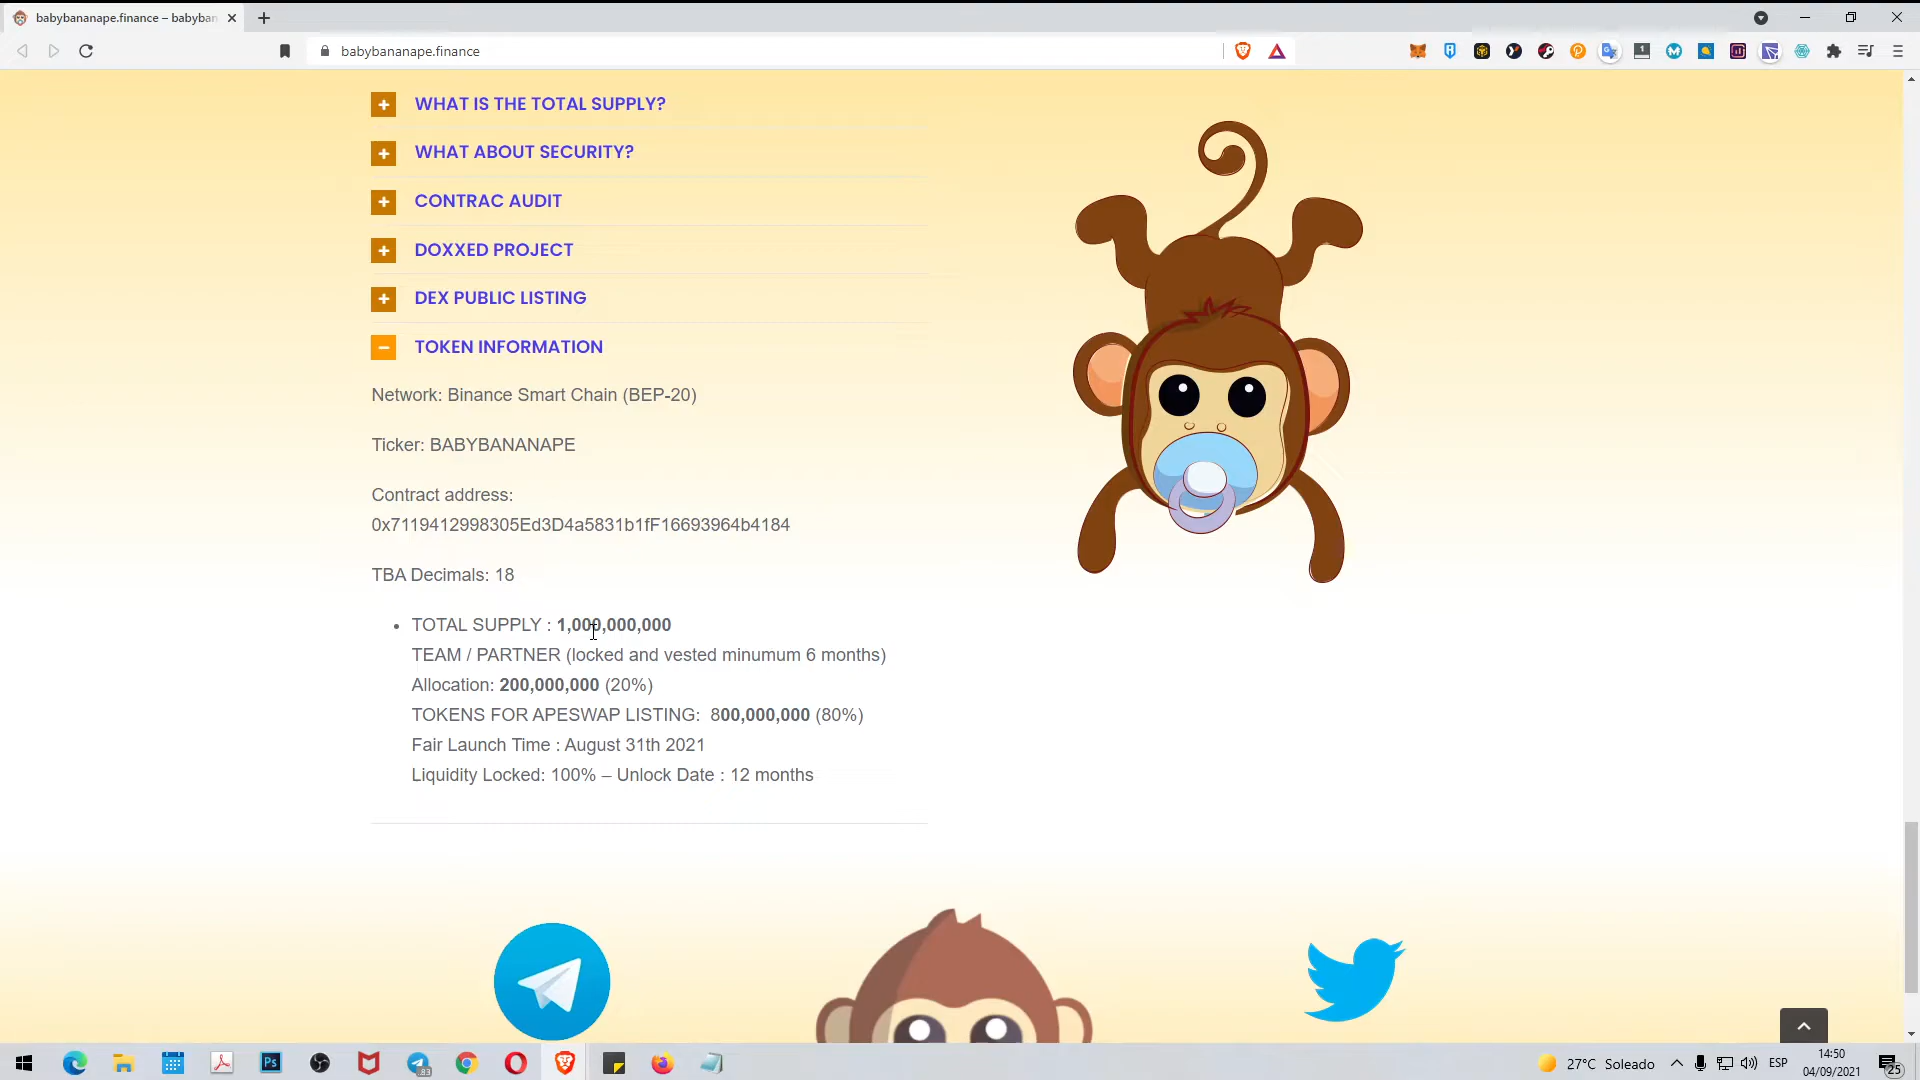 babybananape.finance – babyban
babybananape.finance
1
WHAT IS THE TOTAL SUPPLY?
WHAT ABOUT SECURITY?
CONTRAC AUDIT
DOXXED PROJECT
DEX PUBLIC LISTING
TOKEN INFORMATION
Network: Binance Smart Chain (BEP-20)
Ticker: BABYBANANAPE
Contract address:
0x7119412998305Ed3D4a5831b1fF16693964b4184
TBA Decimals: 18
• TOTAL SUPPLY : 1,000,000,000
TEAM / PARTNER (locked and vested minumum 6 months)
Allocation: 200,000,000 (20%)
TOKENS FOR APESWAP LISTING: 800,000,000 (80%)
Fair Launch Time : August 31th 2021
Liquidity Locked: 100% – Unlock Date : 12 months
Ps
83
27°C Soleado
ESP
14:50
04/09/2021
25